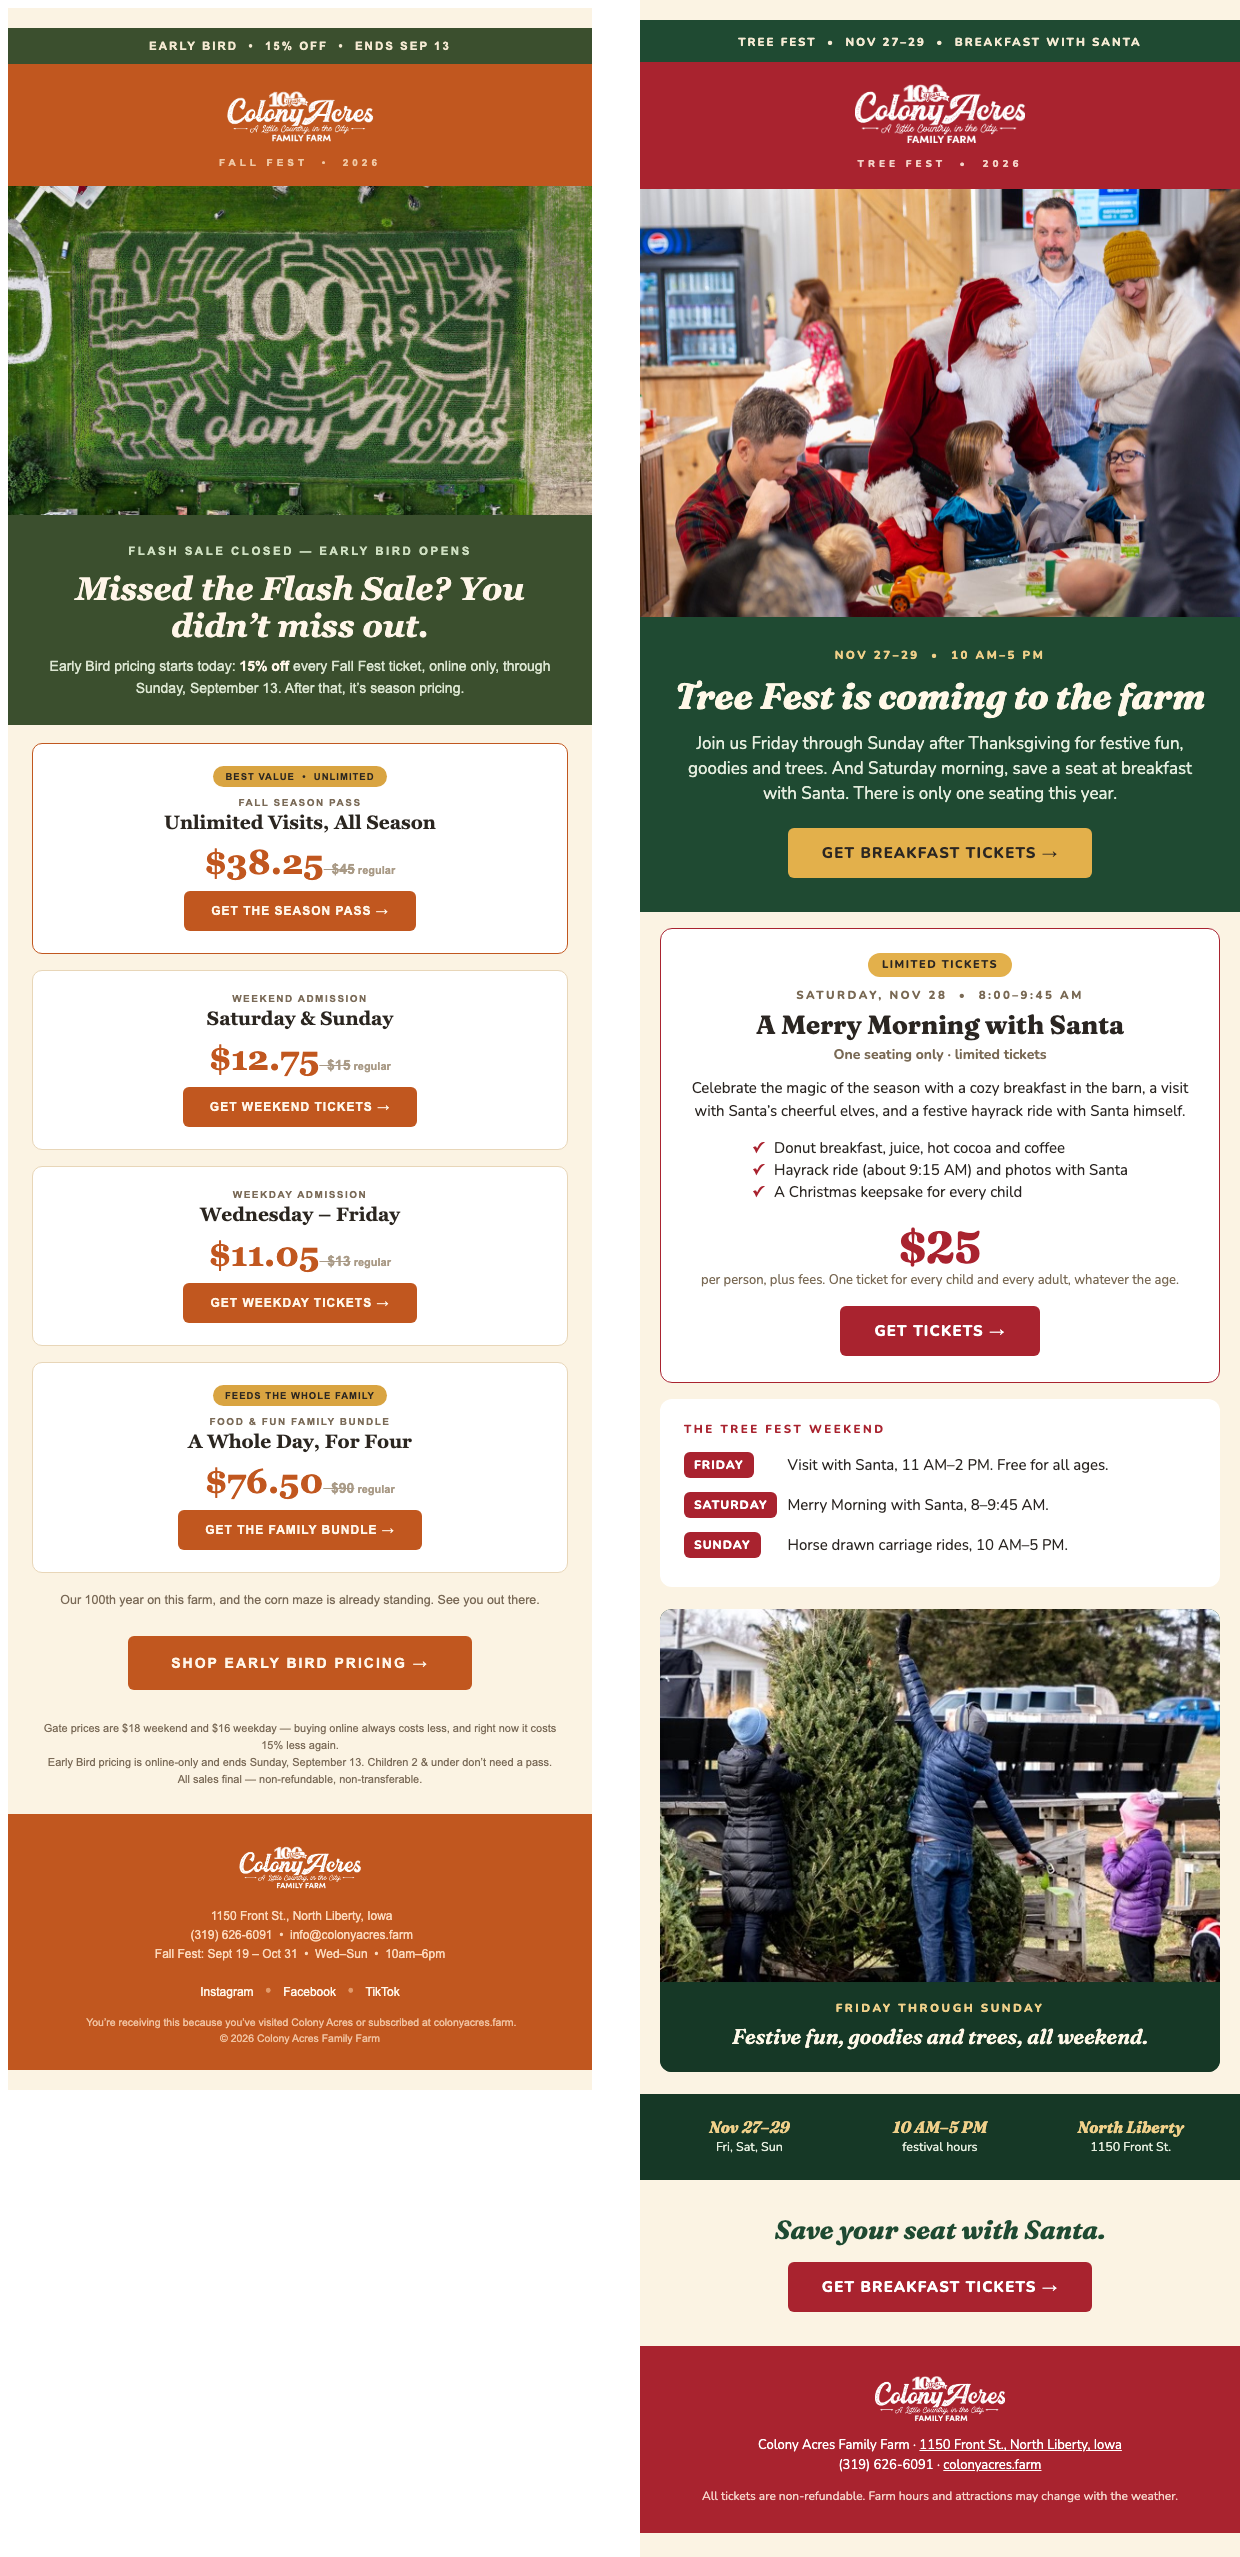 EARLY BIRD • 15% OFF • ENDS SEP 13
100 YEARS
Colony Acres
A Little Country, in the City
FAMILY FARM
FALL FEST • 2026
100
YEARS
Colony Acres
FLASH SALE CLOSED — EARLY BIRD OPENS
Missed the Flash Sale? You
didn’t miss out.
Early Bird pricing starts today: 15% off every Fall Fest ticket, online only, through
Sunday, September 13. After that, it’s season pricing.
BEST VALUE • UNLIMITED
FALL SEASON PASS
Unlimited Visits, All Season
$38.25 $45 regular
GET THE SEASON PASS →
WEEKEND ADMISSION
Saturday & Sunday
$12.75 $15 regular
GET WEEKEND TICKETS →
WEEKDAY ADMISSION
Wednesday – Friday
$11.05 $13 regular
GET WEEKDAY TICKETS →
FEEDS THE WHOLE FAMILY
FOOD & FUN FAMILY BUNDLE
A Whole Day, For Four
$76.50 $90 regular
GET THE FAMILY BUNDLE →
Our 100th year on this farm, and the corn maze is already standing. See you out there.
SHOP EARLY BIRD PRICING →
Gate prices are $18 weekend and $16 weekday — buying online always costs less, and right now it costs
15% less again.
Early Bird pricing is online-only and ends Sunday, September 13. Children 2 & under don’t need a pass.
All sales final — non-refundable, non-transferable.
100
Colony Acres
A Little Country, in the City
FAMILY FARM
1150 Front St., North Liberty, Iowa
(319) 626-6091 • info@colonyacres.farm
Fall Fest: Sept 19 – Oct 31 • Wed–Sun • 10am–6pm
Instagram • Facebook • TikTok
You’re receiving this because you’ve visited Colony Acres or subscribed at colonyacres.farm.
© 2026 Colony Acres Family Farm
TREE FEST • NOV 27–29 • BREAKFAST WITH SANTA
100
Colony Acres
A Little Country, in the City
FAMILY FARM
TREE FEST • 2026
NOV 27–29 • 10 AM–5 PM
Tree Fest is coming to the farm
Join us Friday through Sunday after Thanksgiving for festive fun,
goodies and trees. And Saturday morning, save a seat at breakfast
with Santa. There is only one seating this year.
GET BREAKFAST TICKETS →
LIMITED TICKETS
SATURDAY, NOV 28 • 8:00–9:45 AM
A Merry Morning with Santa
One seating only · limited tickets
Celebrate the magic of the season with a cozy breakfast in the barn, a visit
with Santa’s cheerful elves, and a festive hayrack ride with Santa himself.
✓ Donut breakfast, juice, hot cocoa and coffee
✓ Hayrack ride (about 9:15 AM) and photos with Santa
✓ A Christmas keepsake for every child
$25
per person, plus fees. One ticket for every child and every adult, whatever the age.
GET TICKETS →
THE TREE FEST WEEKEND
FRIDAY Visit with Santa, 11 AM–2 PM. Free for all ages.
SATURDAY Merry Morning with Santa, 8–9:45 AM.
SUNDAY Horse drawn carriage rides, 10 AM–5 PM.
FRIDAY THROUGH SUNDAY
Festive fun, goodies and trees, all weekend.
Nov 27–29 10 AM–5 PM North Liberty
Fri, Sat, Sun festival hours 1150 Front St.
Save your seat with Santa.
GET BREAKFAST TICKETS →
100
Colony Acres
A Little Country, in the City
FAMILY FARM
Colony Acres Family Farm · 1150 Front St., North Liberty, Iowa
(319) 626-6091 · colonyacres.farm
All tickets are non-refundable. Farm hours and attractions may change with the weather.